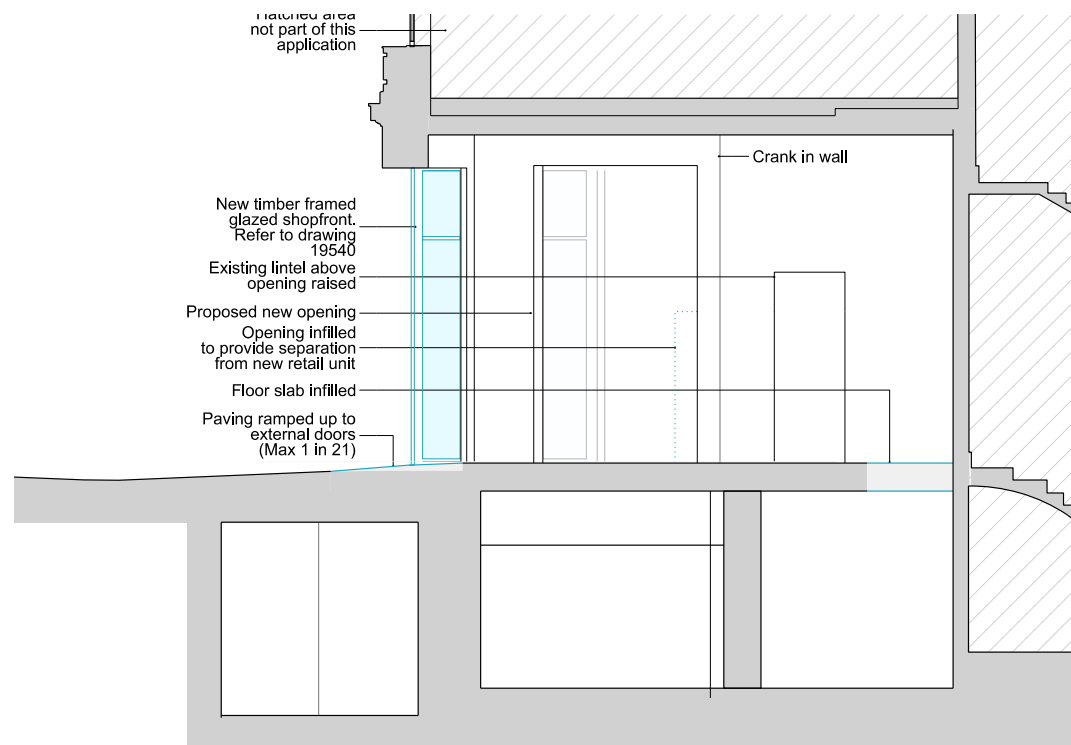 Hatched area
not part of this
application
Crank in wall
New timber framed
glazed shopfront.
Refer to drawing
19540
Existing lintel above
opening raised
Proposed new opening
Opening infilled
to provide separation
from new retail unit
Floor slab infilled
Paving ramped up to
external doors
(Max 1 in 21)